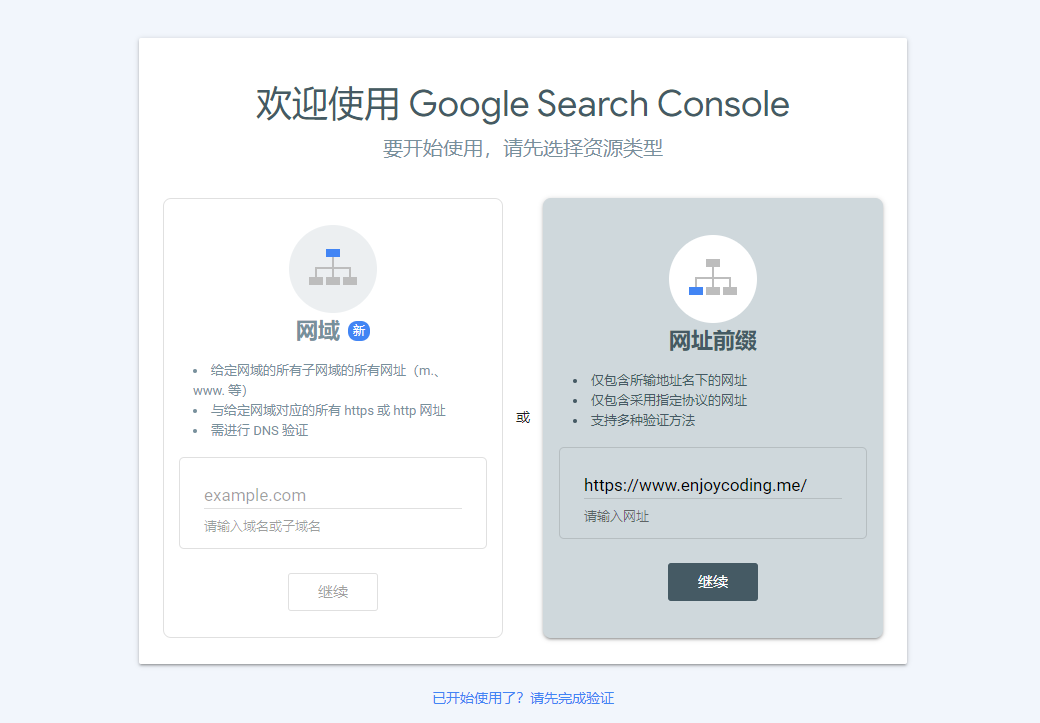 欢迎使用 Google Search Console
要开始使用，请先选择资源类型
网域 新
• 给定网域的所有子网域的所有网址（m.、
www. 等）
• 与给定网域对应的所有 https 或 http 网址
• 需进行 DNS 验证
example.com
请输入域名或子域名
继续
或
网址前缀
• 仅包含所输地址名下的网址
• 仅包含采用指定协议的网址
• 支持多种验证方法
https://www.enjoycoding.me/
请输入网址
继续
已开始使用了？请先完成验证